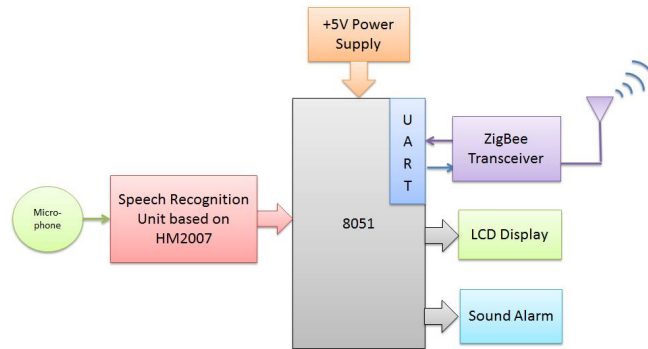 +5V Power
Supply
U
A
R
T
ZigBee
Transceiver
Micro-
phone
Speech Recognition
Unit based on
HM2007
8051
LCD Display
Sound Alarm